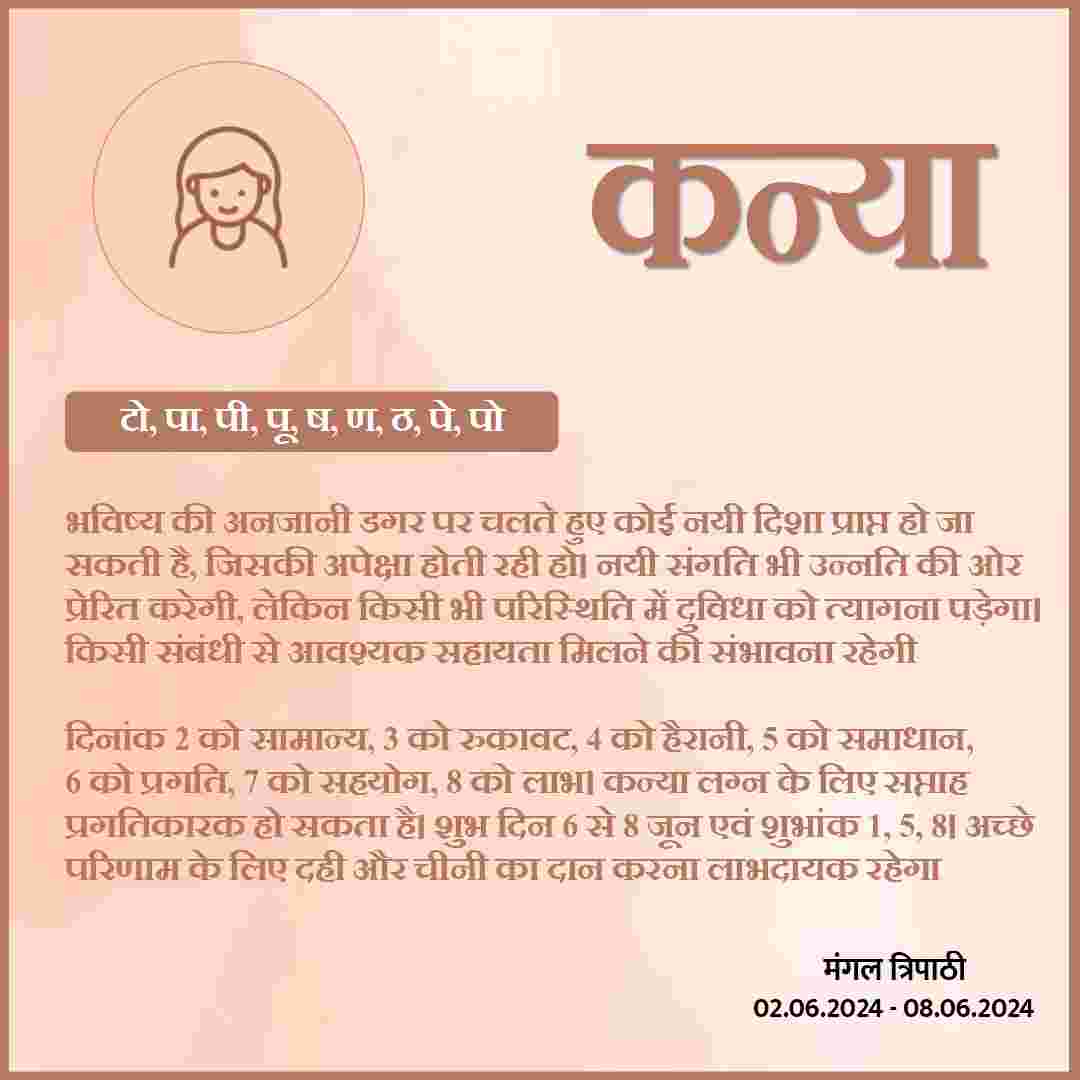 कन्या
टो, पा, पी, पू, ष, ण, ठ, पे, पो
भविष्य की अनजानी डगर पर चलते हुए कोई नयी दिशा प्राप्त हो जा
सकती है, जिसकी अपेक्षा होती रही हो। नयी संगति भी उन्नति की ओर
प्रेरित करेगी, लेकिन किसी भी परिस्थिति में दुविधा को त्यागना पड़ेगा।
किसी संबंधी से आवश्यक सहायता मिलने की संभावना रहेगी
दिनांक 2 को सामान्य, 3 को रुकावट, 4 को हैरानी, 5 को समाधान,
6 को प्रगति, 7 को सहयोग, 8 को लाभ। कन्या लग्न के लिए सप्ताह
प्रगतिकारक हो सकता है। शुभ दिन 6 से 8 जून एवं शुभांक 1, 5, 8। अच्छे
परिणाम के लिए दही और चीनी का दान करना लाभदायक रहेगा
मंगल त्रिपाठी
02.06.2024 - 08.06.2024